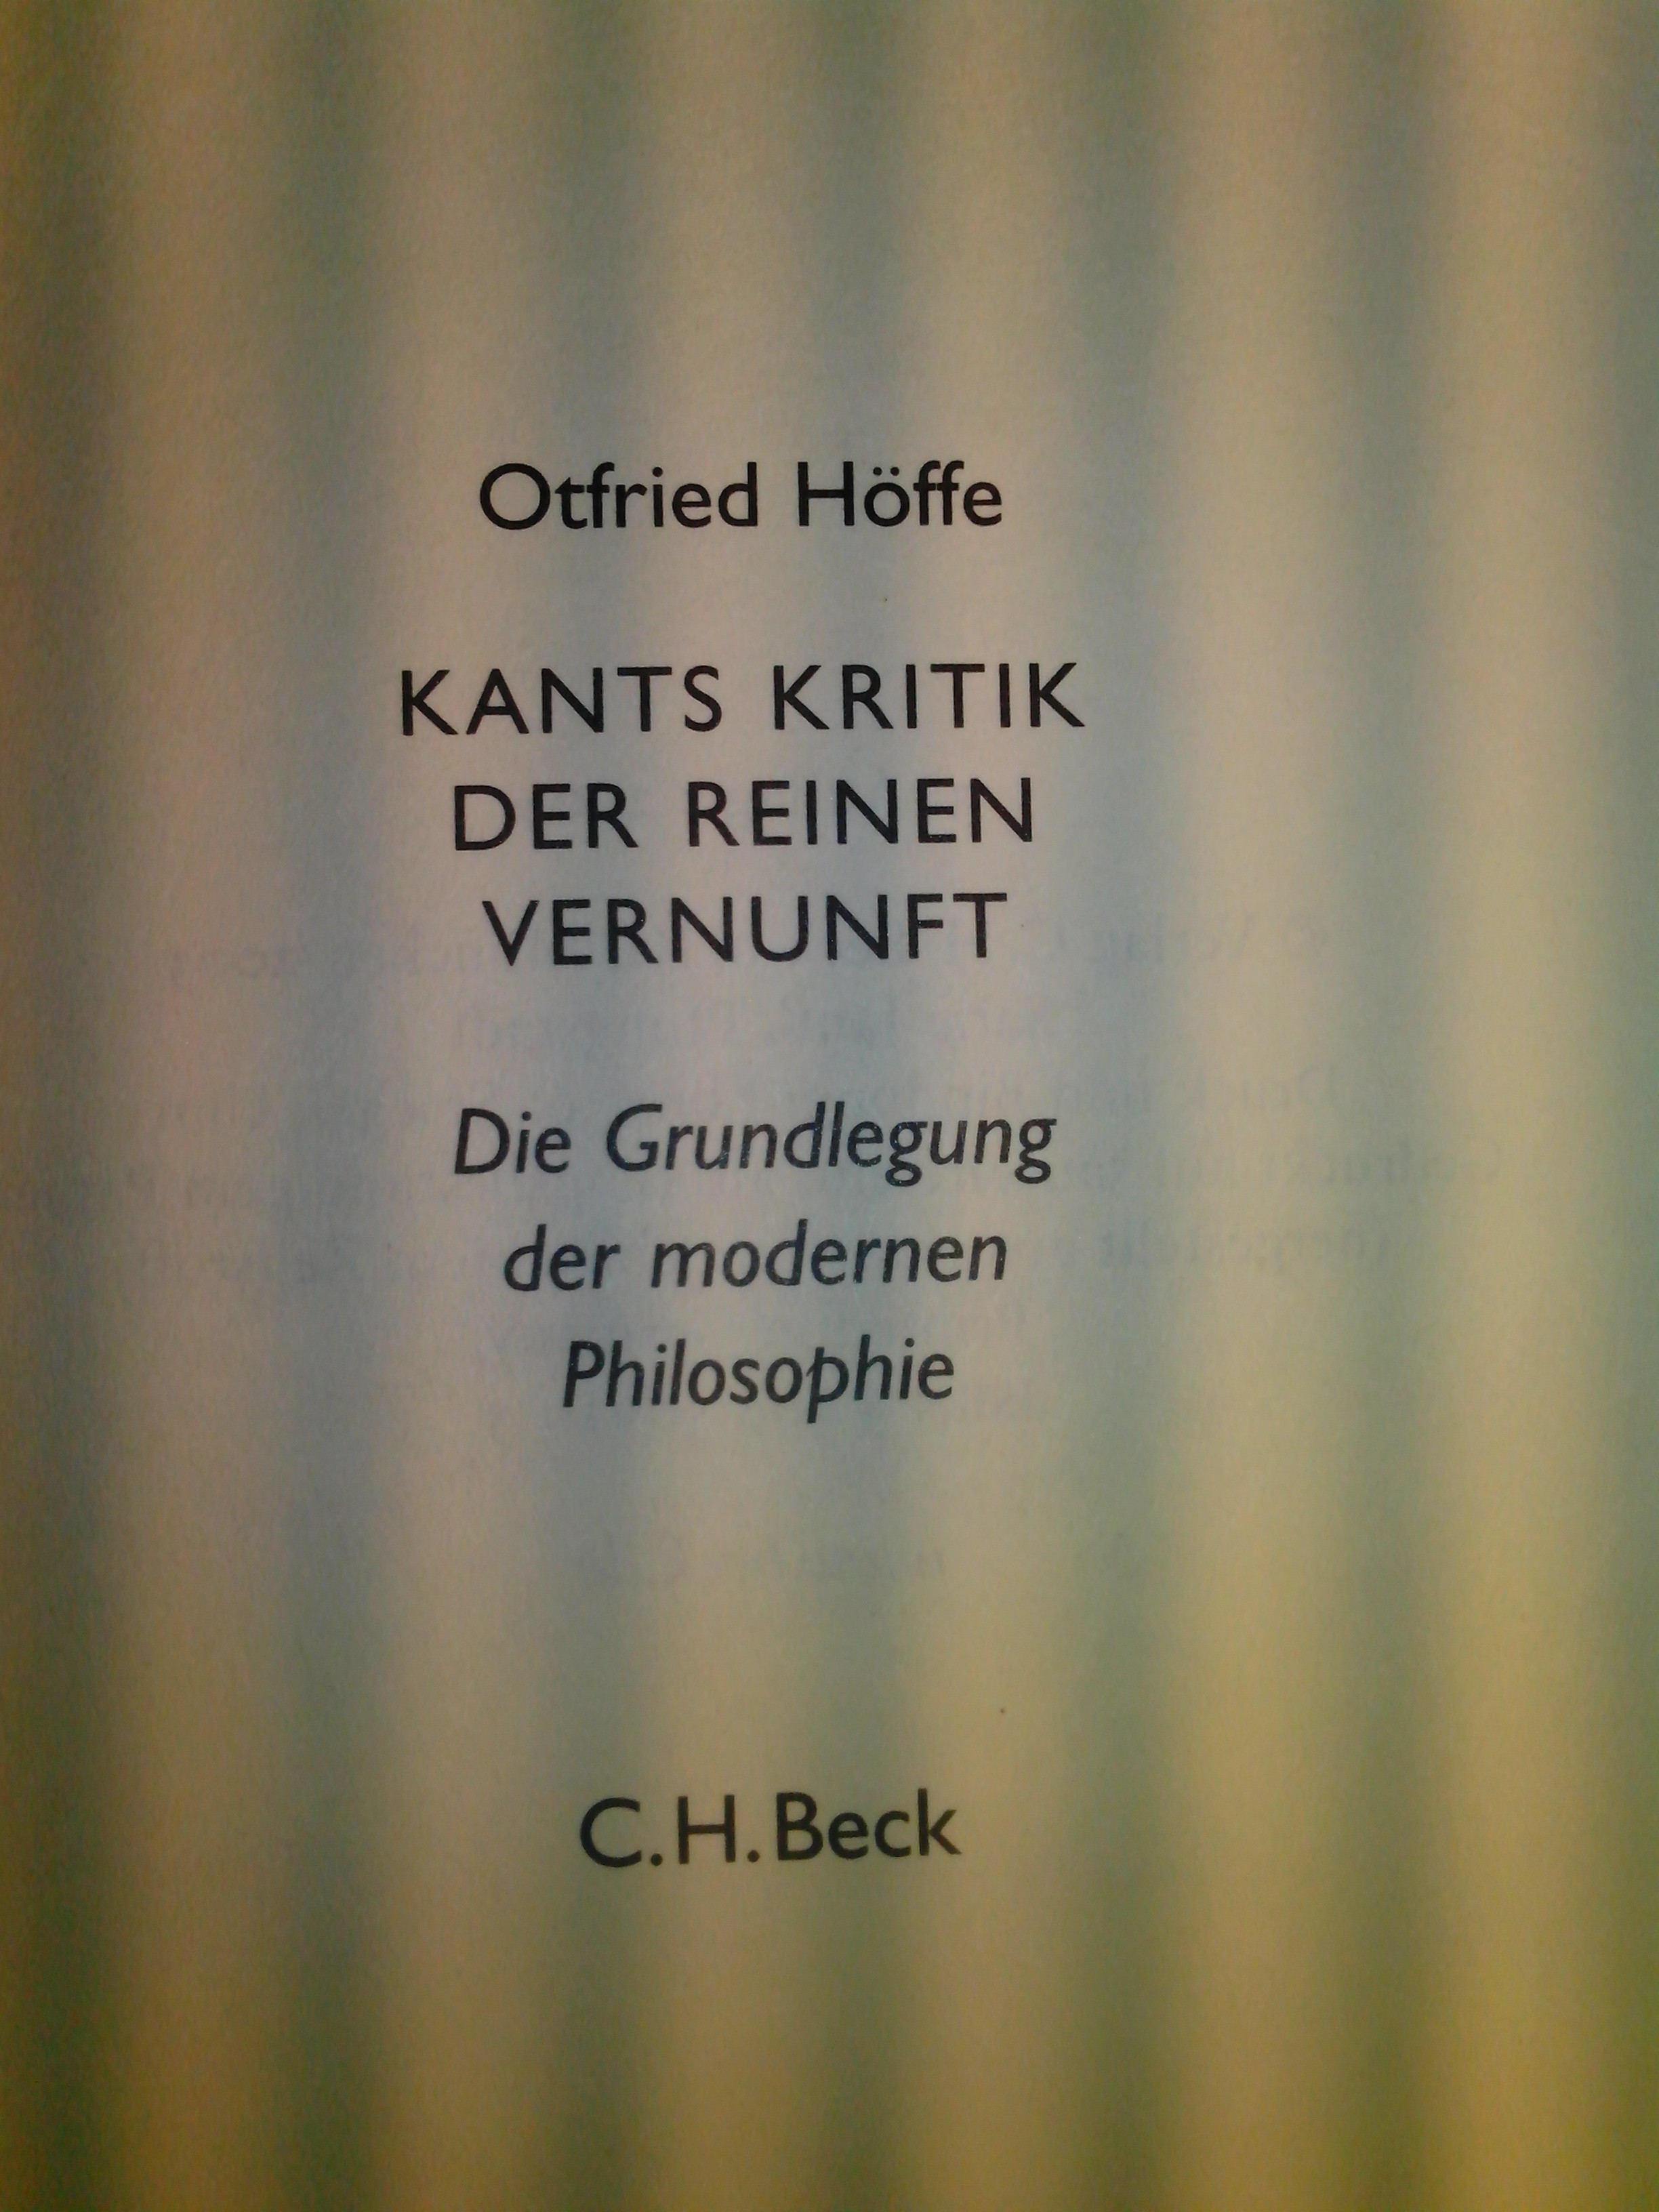 Otfried Höffe
KANTS KRITIK
DER REINEN
VERNUNFT
Die Grundlegung
der modernen
Philosophie
C.H.Beck